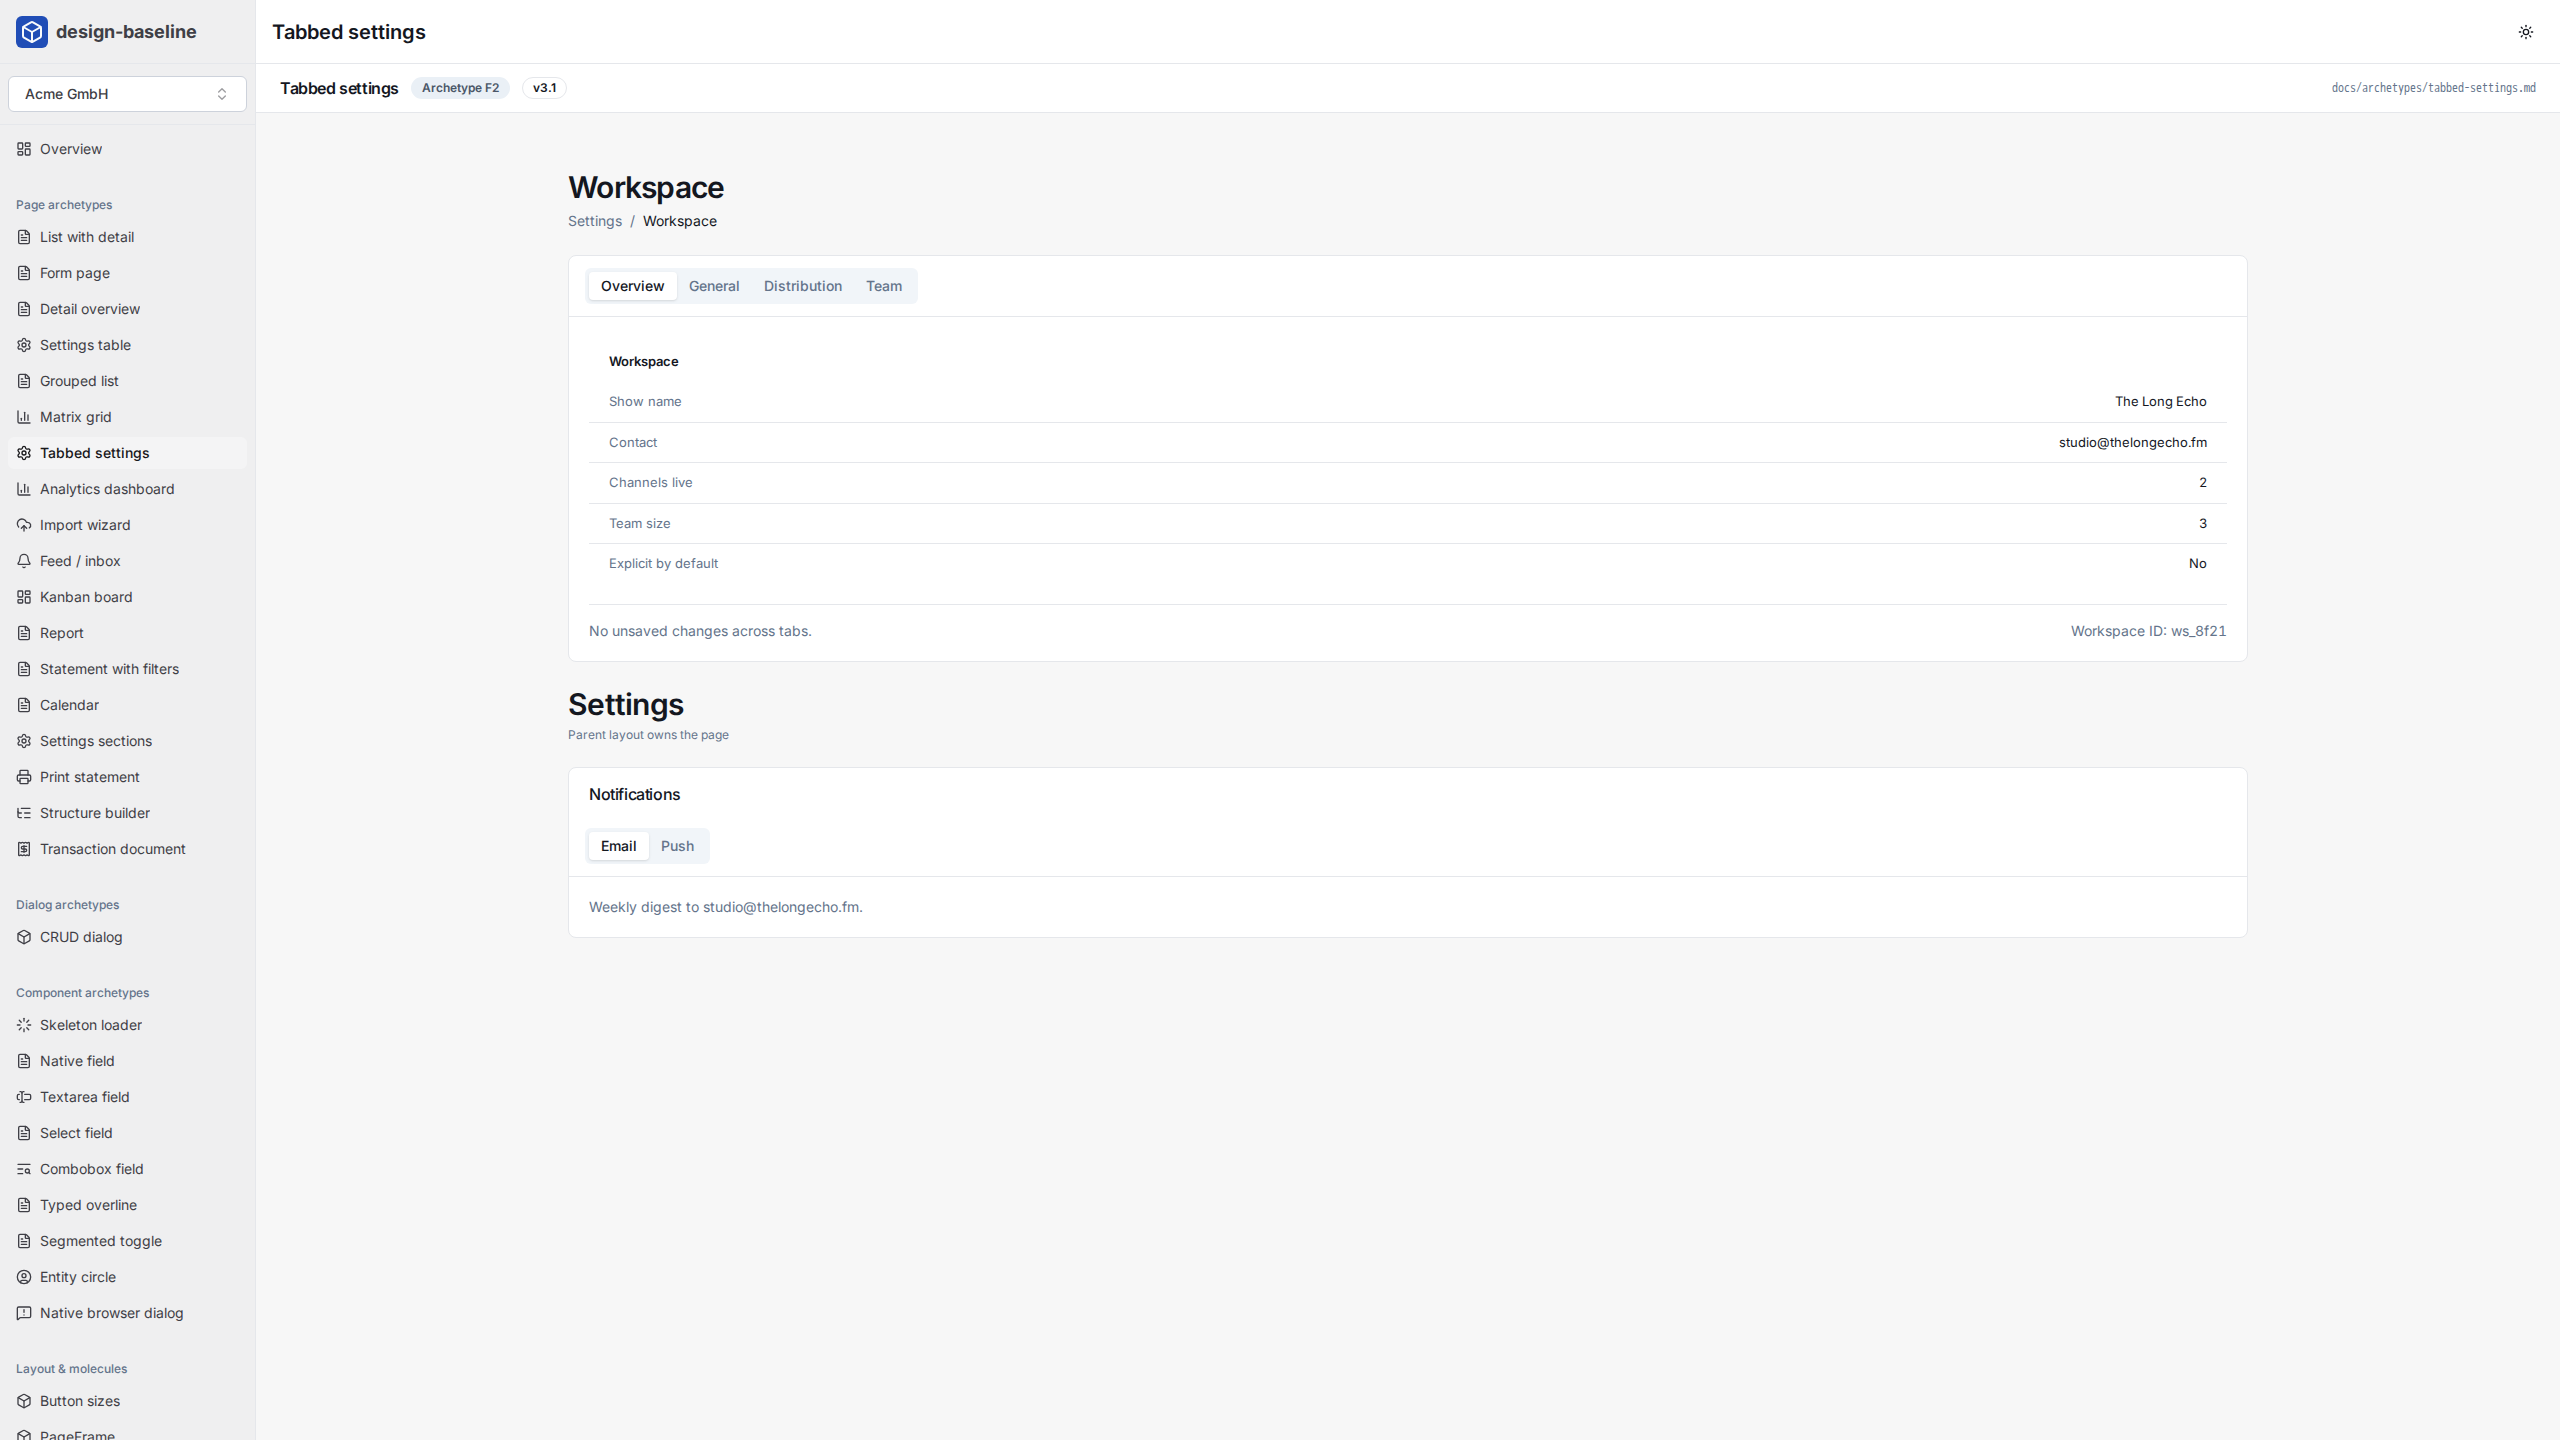 design-baseline
Tabbed settings
Acme GmbH
Tabbed settings Archetype F2 v3.1
docs/archetypes/tabbed-settings.md
Overview
Page archetypes
List with detail
Form page
Detail overview
Settings table
Grouped list
Matrix grid
Tabbed settings
Analytics dashboard
Import wizard
Feed / inbox
Kanban board
Report
Statement with filters
Calendar
Settings sections
Print statement
Structure builder
Transaction document
Dialog archetypes
CRUD dialog
Component archetypes
Skeleton loader
Native field
Textarea field
Select field
Combobox field
Typed overline
Segmented toggle
Entity circle
Native browser dialog
Layout & molecules
Button sizes
PageFrame
Workspace
Settings / Workspace
Overview General Distribution Team
Workspace
Show name The Long Echo
Contact studio@thelongecho.fm
Channels live 2
Team size 3
Explicit by default No
No unsaved changes across tabs. Workspace ID: ws_8f21
Settings
Parent layout owns the page
Notifications
Email Push
Weekly digest to studio@thelongecho.fm.